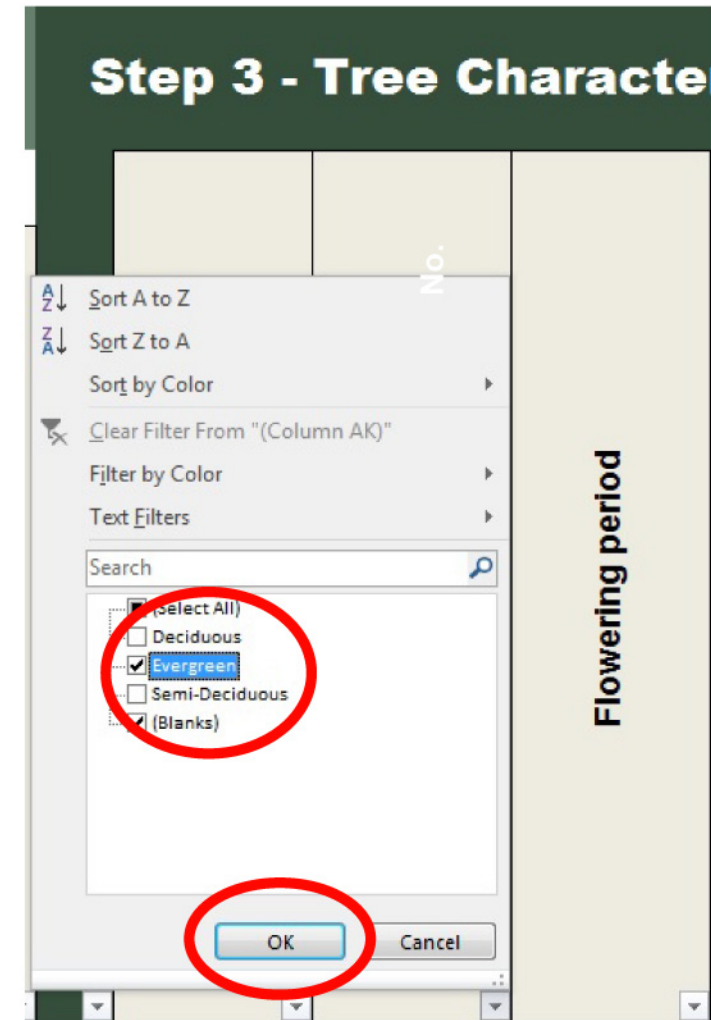 Step 3 - Tree Character
No.
Sort A to Z
Sort Z to A
Sort by Color
Clear Filter From "(Column AK)"
Filter by Color
Text Filters
Search
(Select All)
Deciduous
Evergreen
Semi-Deciduous
(Blanks)
OK
Cancel
Flowering period